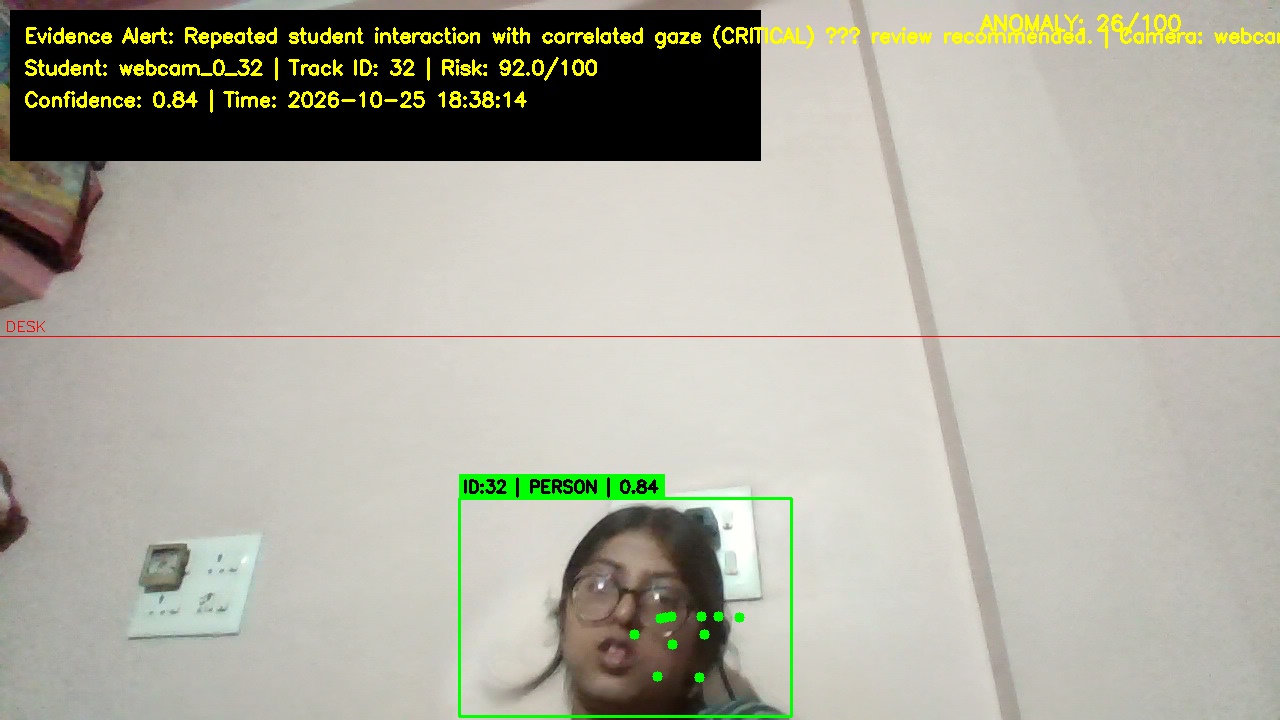 Evidence Alert: Repeated student interaction with correlated gaze (CRITICAL) ??? review recommended. | Camera: webcam
ANOMALY: 26/100
Student: webcam_0_32 | Track ID: 32 | Risk: 92.0/100
Confidence: 0.84 | Time: 2026-10-25 18:38:14
DESK
ID:32 | PERSON | 0.84